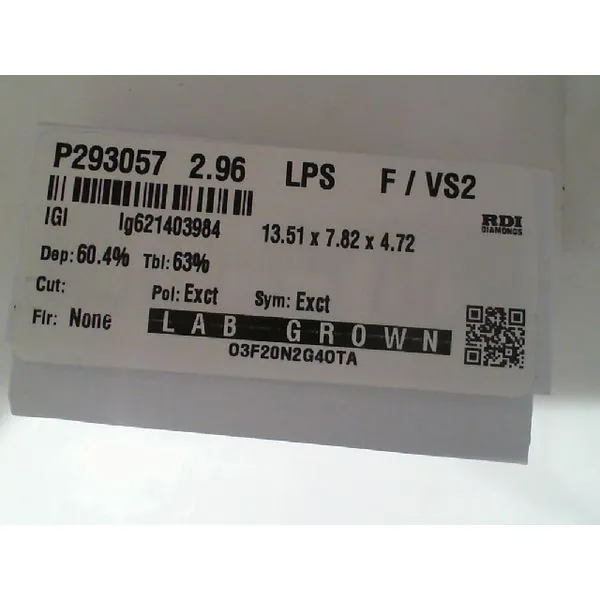 P293057 2.96 LPS F / VS2
IGI Ig621403984 13.51 x 7.82 x 4.72
RDI
DIAMONDS
Dep: 60.4% Tbl: 63%
Cut: Pol: Exct Sym: Exct
Flr: None LAB GROWN
03F20N2G40TA